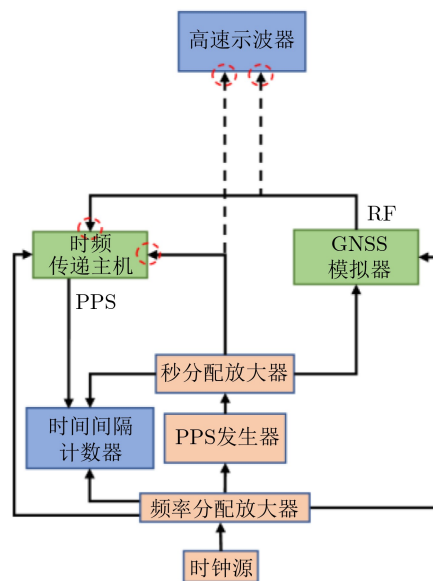 高速示波器
RF
时频
传递主机
GNSS
模拟器
PPS
秒分配放大器
时间间隔
计数器
PPS发生器
频率分配放大器
时钟源